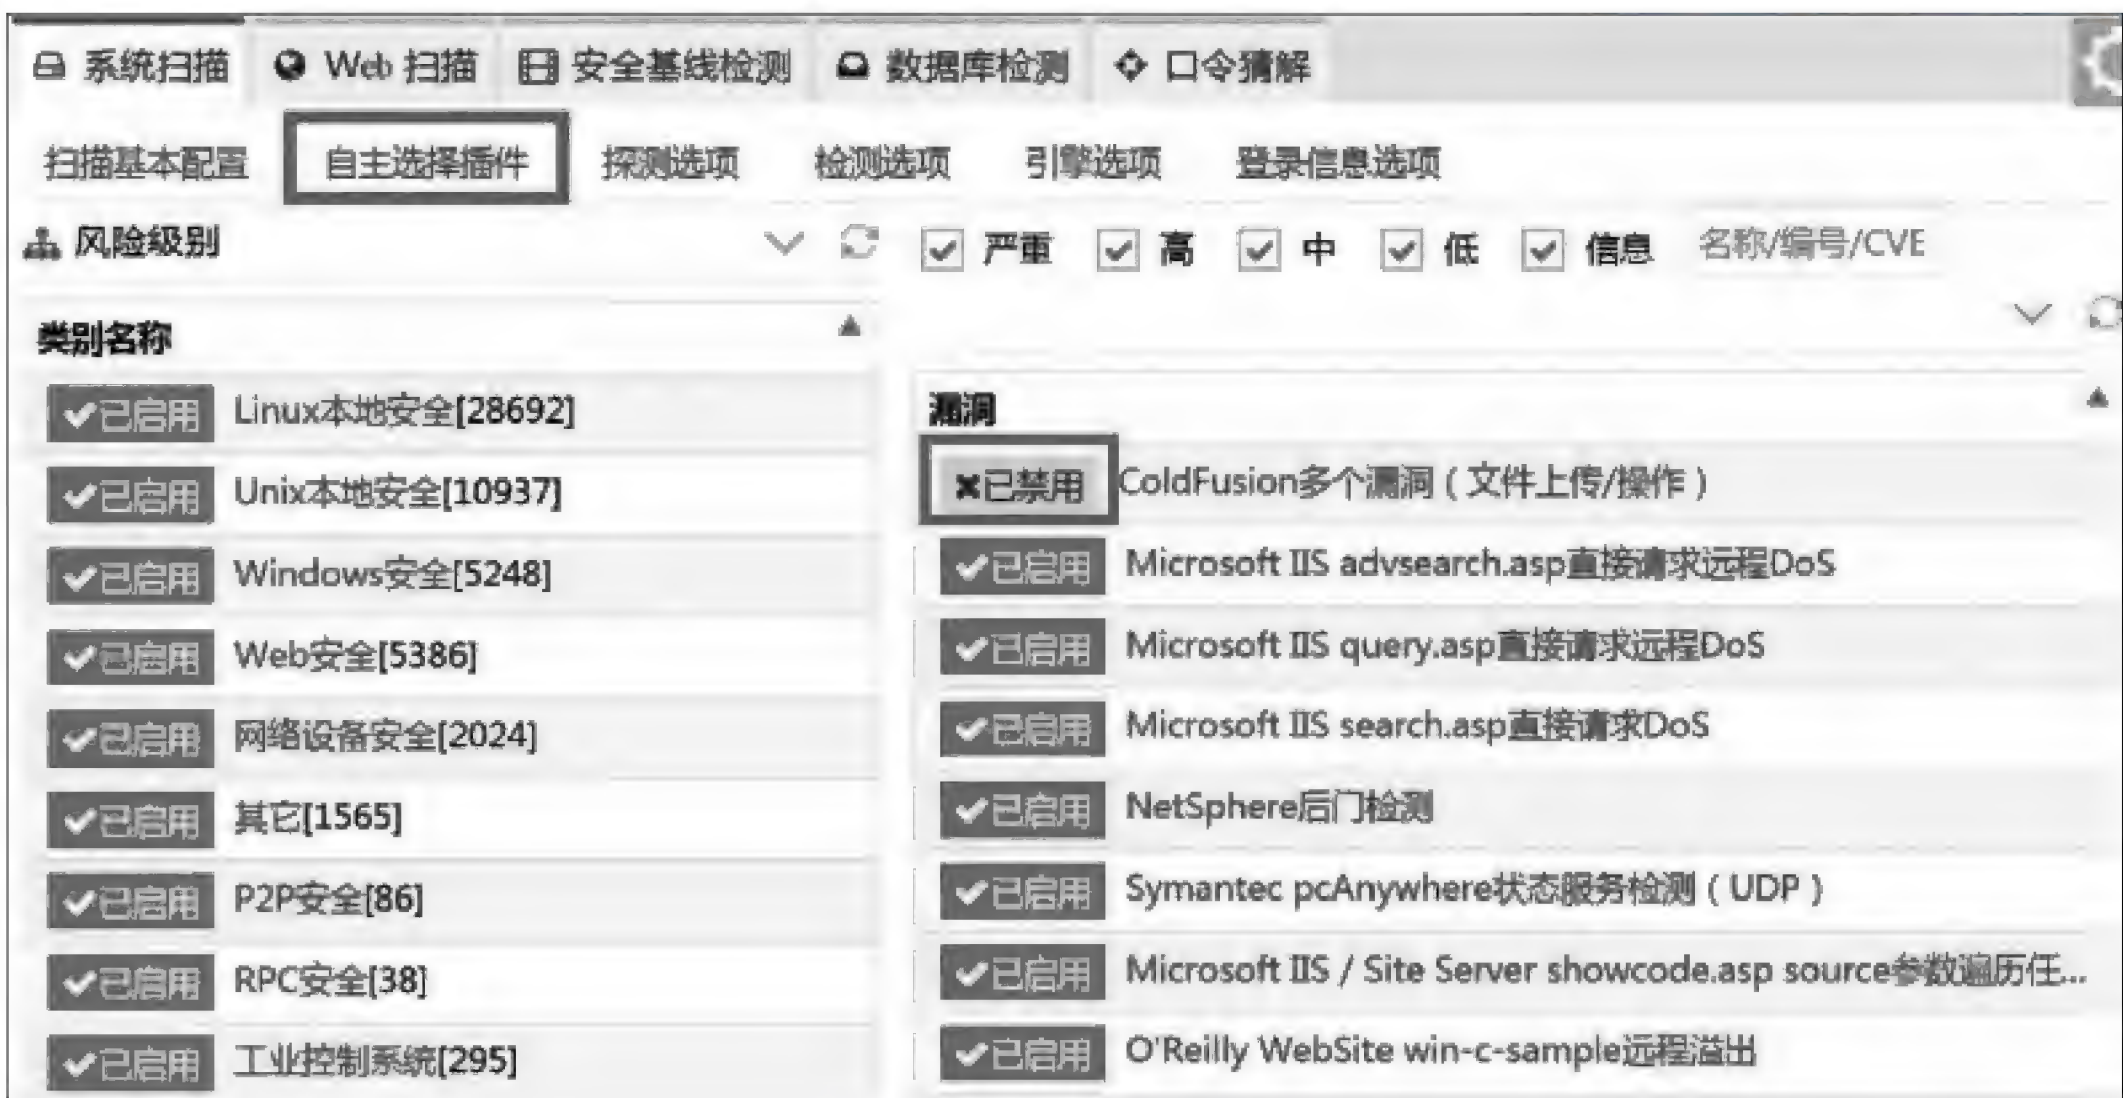 系统扫描 Web 扫描 安全基线检测 数据库检测 口令猜解
扫描基本配置 自主选择插件 探测选项 检测选项 引擎选项 登录信息选项
风险级别
类别名称
已启用 Linux本地安全[28692]
已启用 Unix本地安全[10937]
已启用 Windows安全[5248]
已启用 Web安全[5386]
已启用 网络设备安全[2024]
已启用 其它[1565]
已启用 P2P安全[86]
已启用 RPC安全[38]
已启用 工业控制系统[295]
严重 高 中 低 信息 名称/编号/CVE
漏洞
已禁用 ColdFusion多个漏洞（文件上传/操作）
已启用 Microsoft IIS advsearch.asp直接请求远程DoS
已启用 Microsoft IIS query.asp直接请求远程DoS
已启用 Microsoft IIS search.asp直接请求DoS
已启用 NetSphere后门检测
已启用 Symantec pcAnywhere状态服务检测（UDP）
已启用 Microsoft IIS / Site Server showcode.asp source参数遍历任...
已启用 O'Reilly WebSite win-c-sample远程溢出